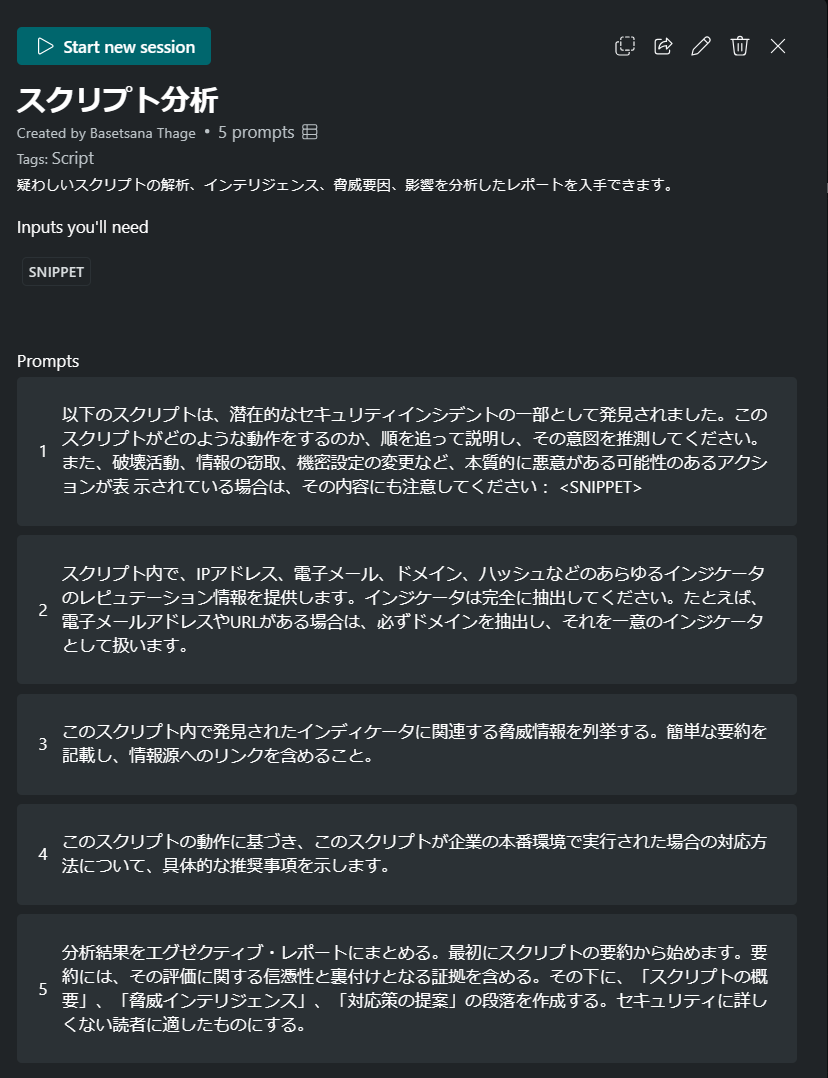 Start new session
スクリプト分析
Created by Basetsana Thage • 5 prompts
Tags: Script
疑わしいスクリプトの解析、インテリジェンス、脅威要因、影響を分析したレポートを入手できます。
Inputs you'll need
SNIPPET
Prompts
1
以下のスクリプトは、潜在的なセキュリティインシデントの一部として発見されました。この
スクリプトがどのような動作をするのか、順を追って説明し、その意図を推測してください。
また、破壊活動、情報の窃取、機密設定の変更など、本質的に悪意がある可能性のあるアクシ
ョンが表 示されている場合は、その内容にも注意してください： <SNIPPET>
2
スクリプト内で、IPアドレス、電子メール、ドメイン、ハッシュなどのあらゆるインジケータ
のレピュテーション情報を提供します。インジケータは完全に抽出してください。たとえば、
電子メールアドレスやURLがある場合は、必ずドメインを抽出し、それを一意のインジケータ
として扱います。
3
このスクリプト内で発見されたインディケータに関連する脅威情報を列挙する。簡単な要約を
記載し、情報源へのリンクを含めること。
4
このスクリプトの動作に基づき、このスクリプトが企業の本番環境で実行された場合の対応方
法について、具体的な推奨事項を示します。
5
分析結果をエグゼクティブ・レポートにまとめる。最初にスクリプトの要約から始めます。要
約には、その評価に関する信憑性と裏付けとなる証拠を含める。その下に、「スクリプトの概
要」、「脅威インテリジェンス」、「対応策の提案」の段落を作成する。セキュリティに詳し
くない読者に適したものにする。